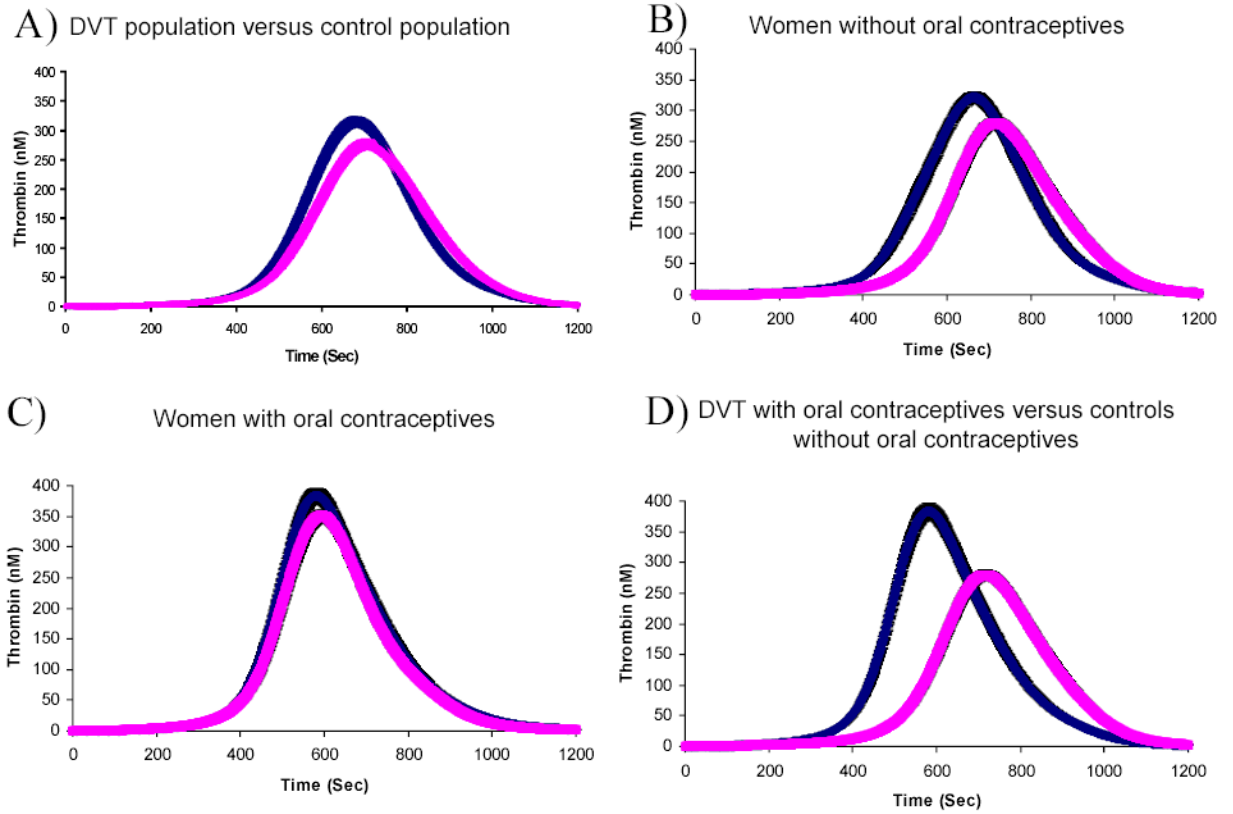 A) DVT population versus control population
400
350
300
250
200
150
100
50
0
Thrombin (nM)
0 200 400 600 800 1000 1200
Time (Sec)
B) Women without oral contraceptives
400
350
300
250
200
150
100
50
0
Thrombin (nM)
0 200 400 600 800 1000 1200
Time (Sec)
C) Women with oral contraceptives
400
350
300
250
200
150
100
50
0
Thrombin (nM)
0 200 400 600 800 1000 1200
Time (Sec)
D) DVT with oral contraceptives versus controls
without oral contraceptives
400
350
300
250
200
150
100
50
0
Thrombin (nM)
0 200 400 600 800 1000 1200
Time (Sec)